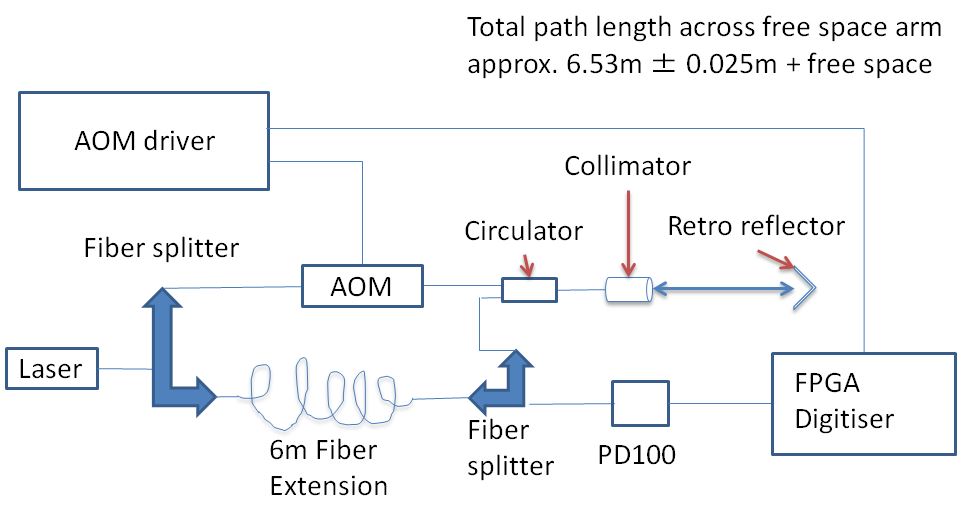 Total path length across free space arm
approx. 6.53m ± 0.025m + free space
AOM driver
Collimator
Retro reflector
Circulator
Fiber splitter
AOM
Laser
FPGA
Digitiser
6m Fiber
Extension
Fiber
splitter
PD100